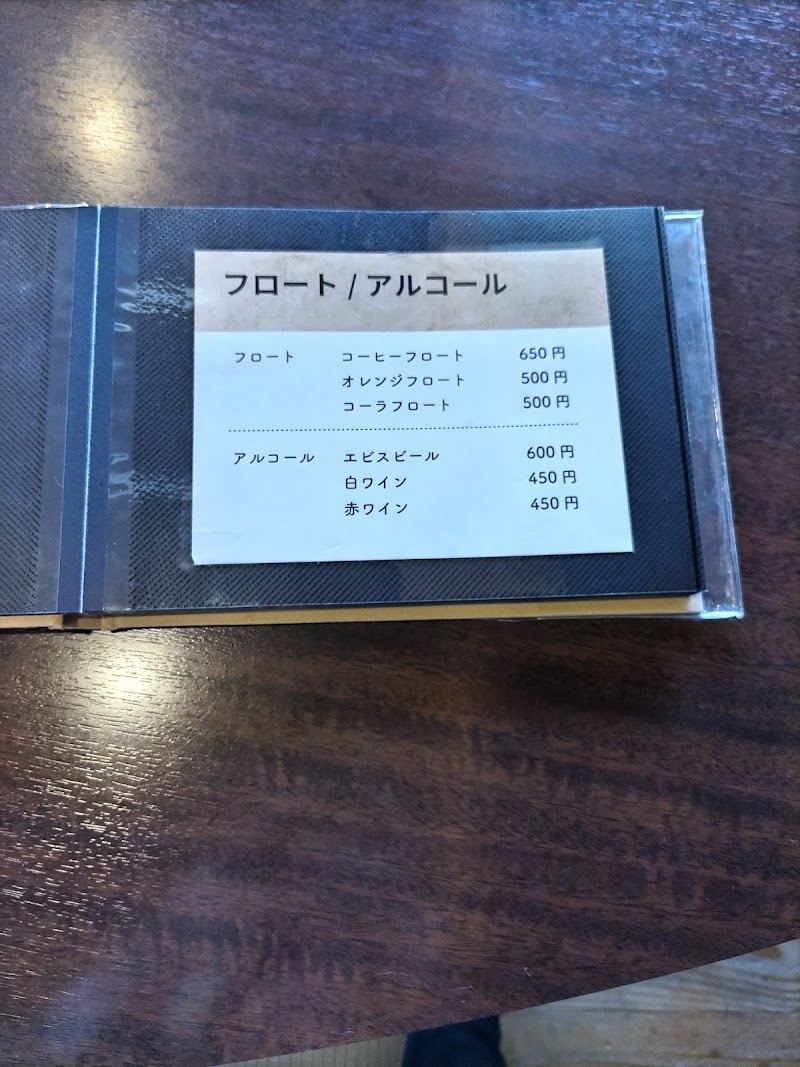 フロート / アルコール
フロート コーヒーフロート 650 円
オレンジフロート 500 円
コーラフロート 500 円
アルコール エビスビール 600 円
白ワイン 450 円
赤ワイン 450 円